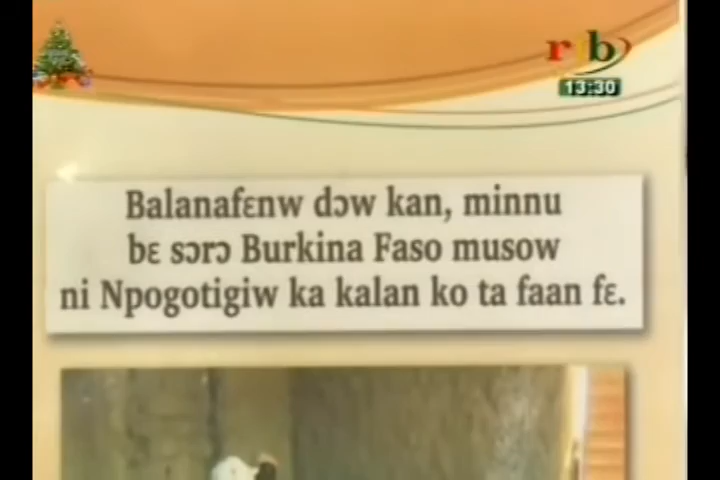 rtb
13:30
Balanafɛnw dɔw kan, minnu
bɛ sɔrɔ Burkina Faso musow
ni Npogotigiw ka kalan ko ta faan fɛ.